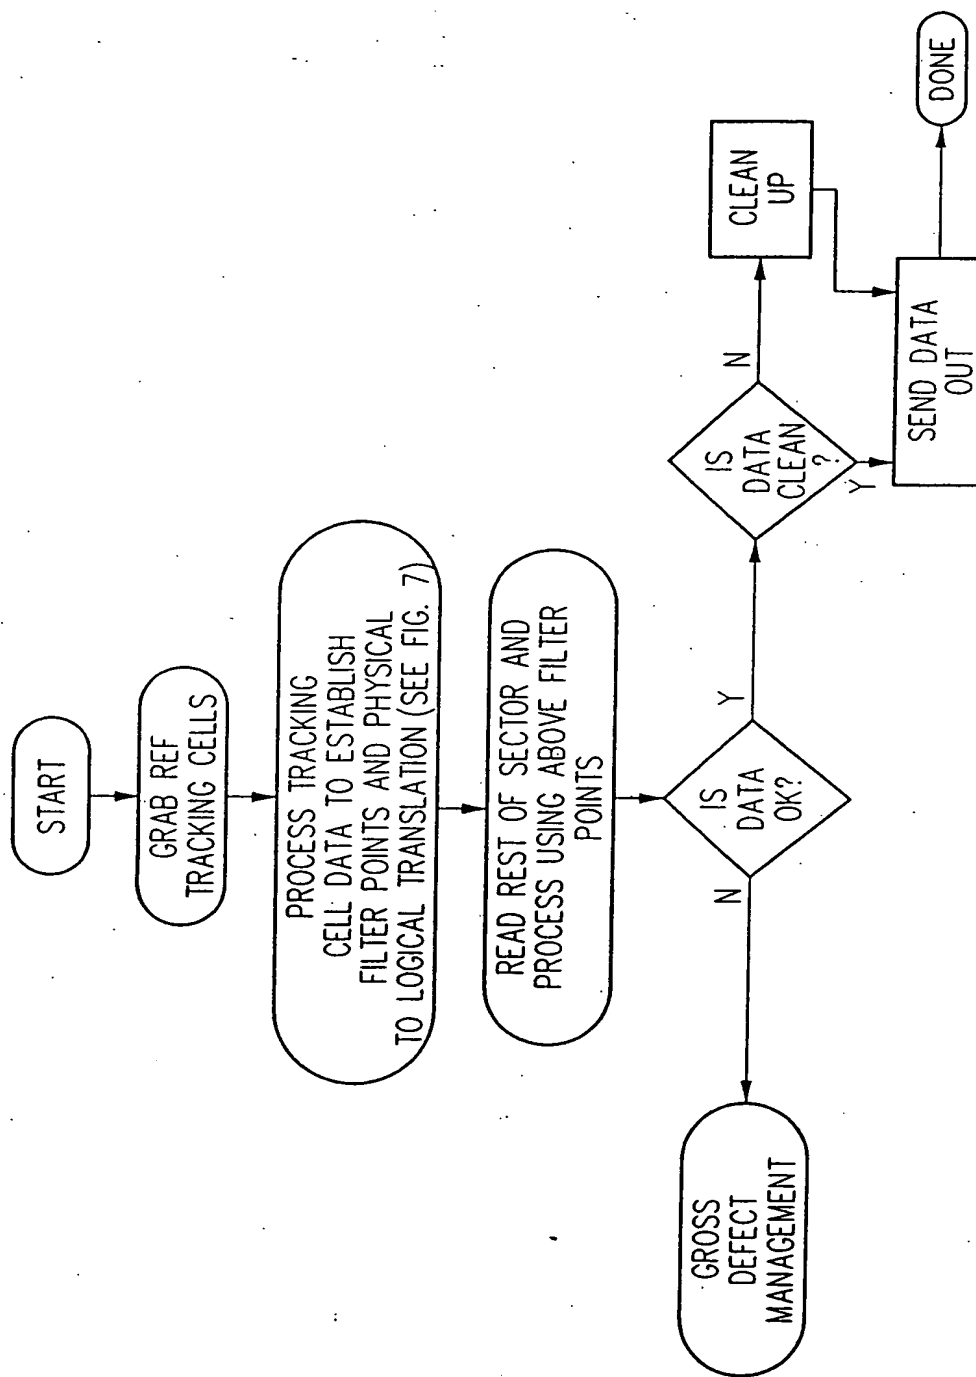 START
GRAB REF
TRACKING CELLS
PROCESS TRACKING
CELL DATA TO ESTABLISH
FILTER POINTS AND PHYSICAL
TO LOGICAL TRANSLATION (SEE FIG. 7)
READ REST OF SECTOR AND
PROCESS USING ABOVE FILTER
POINTS
IS
DATA
OK?
N
Y
GROSS
DEFECT
MANAGEMENT
IS
DATA
CLEAN
?
N
Y
CLEAN
UP
SEND DATA
OUT
DONE